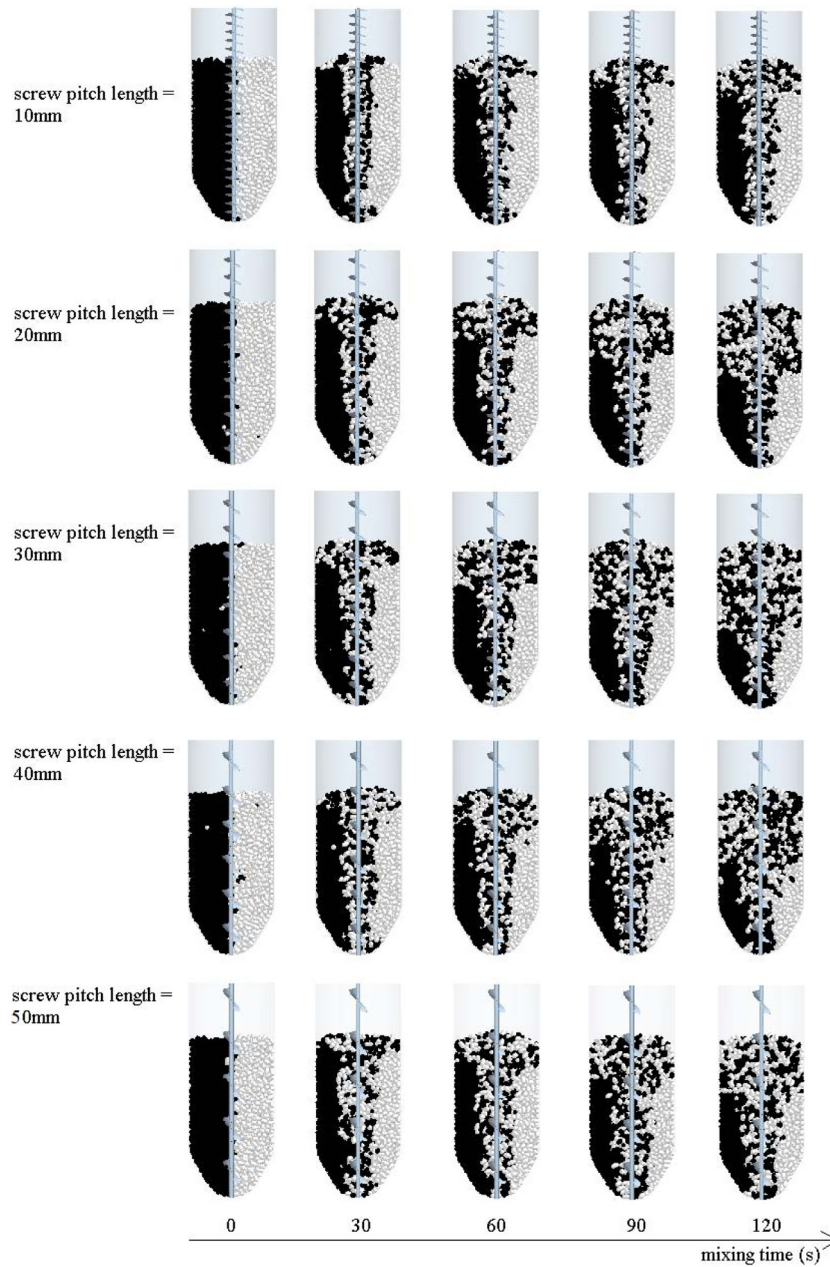 screw pitch length =
10mm
screw pitch length =
20mm
screw pitch length =
30mm
screw pitch length =
40mm
screw pitch length =
50mm
0 30 60 90 120
mixing time (s)